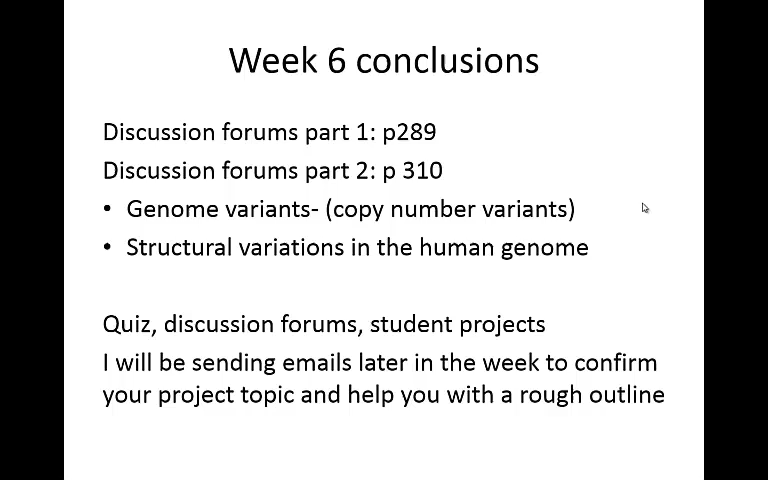 Week 6 conclusions
Discussion forums part 1: p289
Discussion forums part 2: p 310
• Genome variants- (copy number variants)
• Structural variations in the human genome
Quiz, discussion forums, student projects
I will be sending emails later in the week to confirm
your project topic and help you with a rough outline